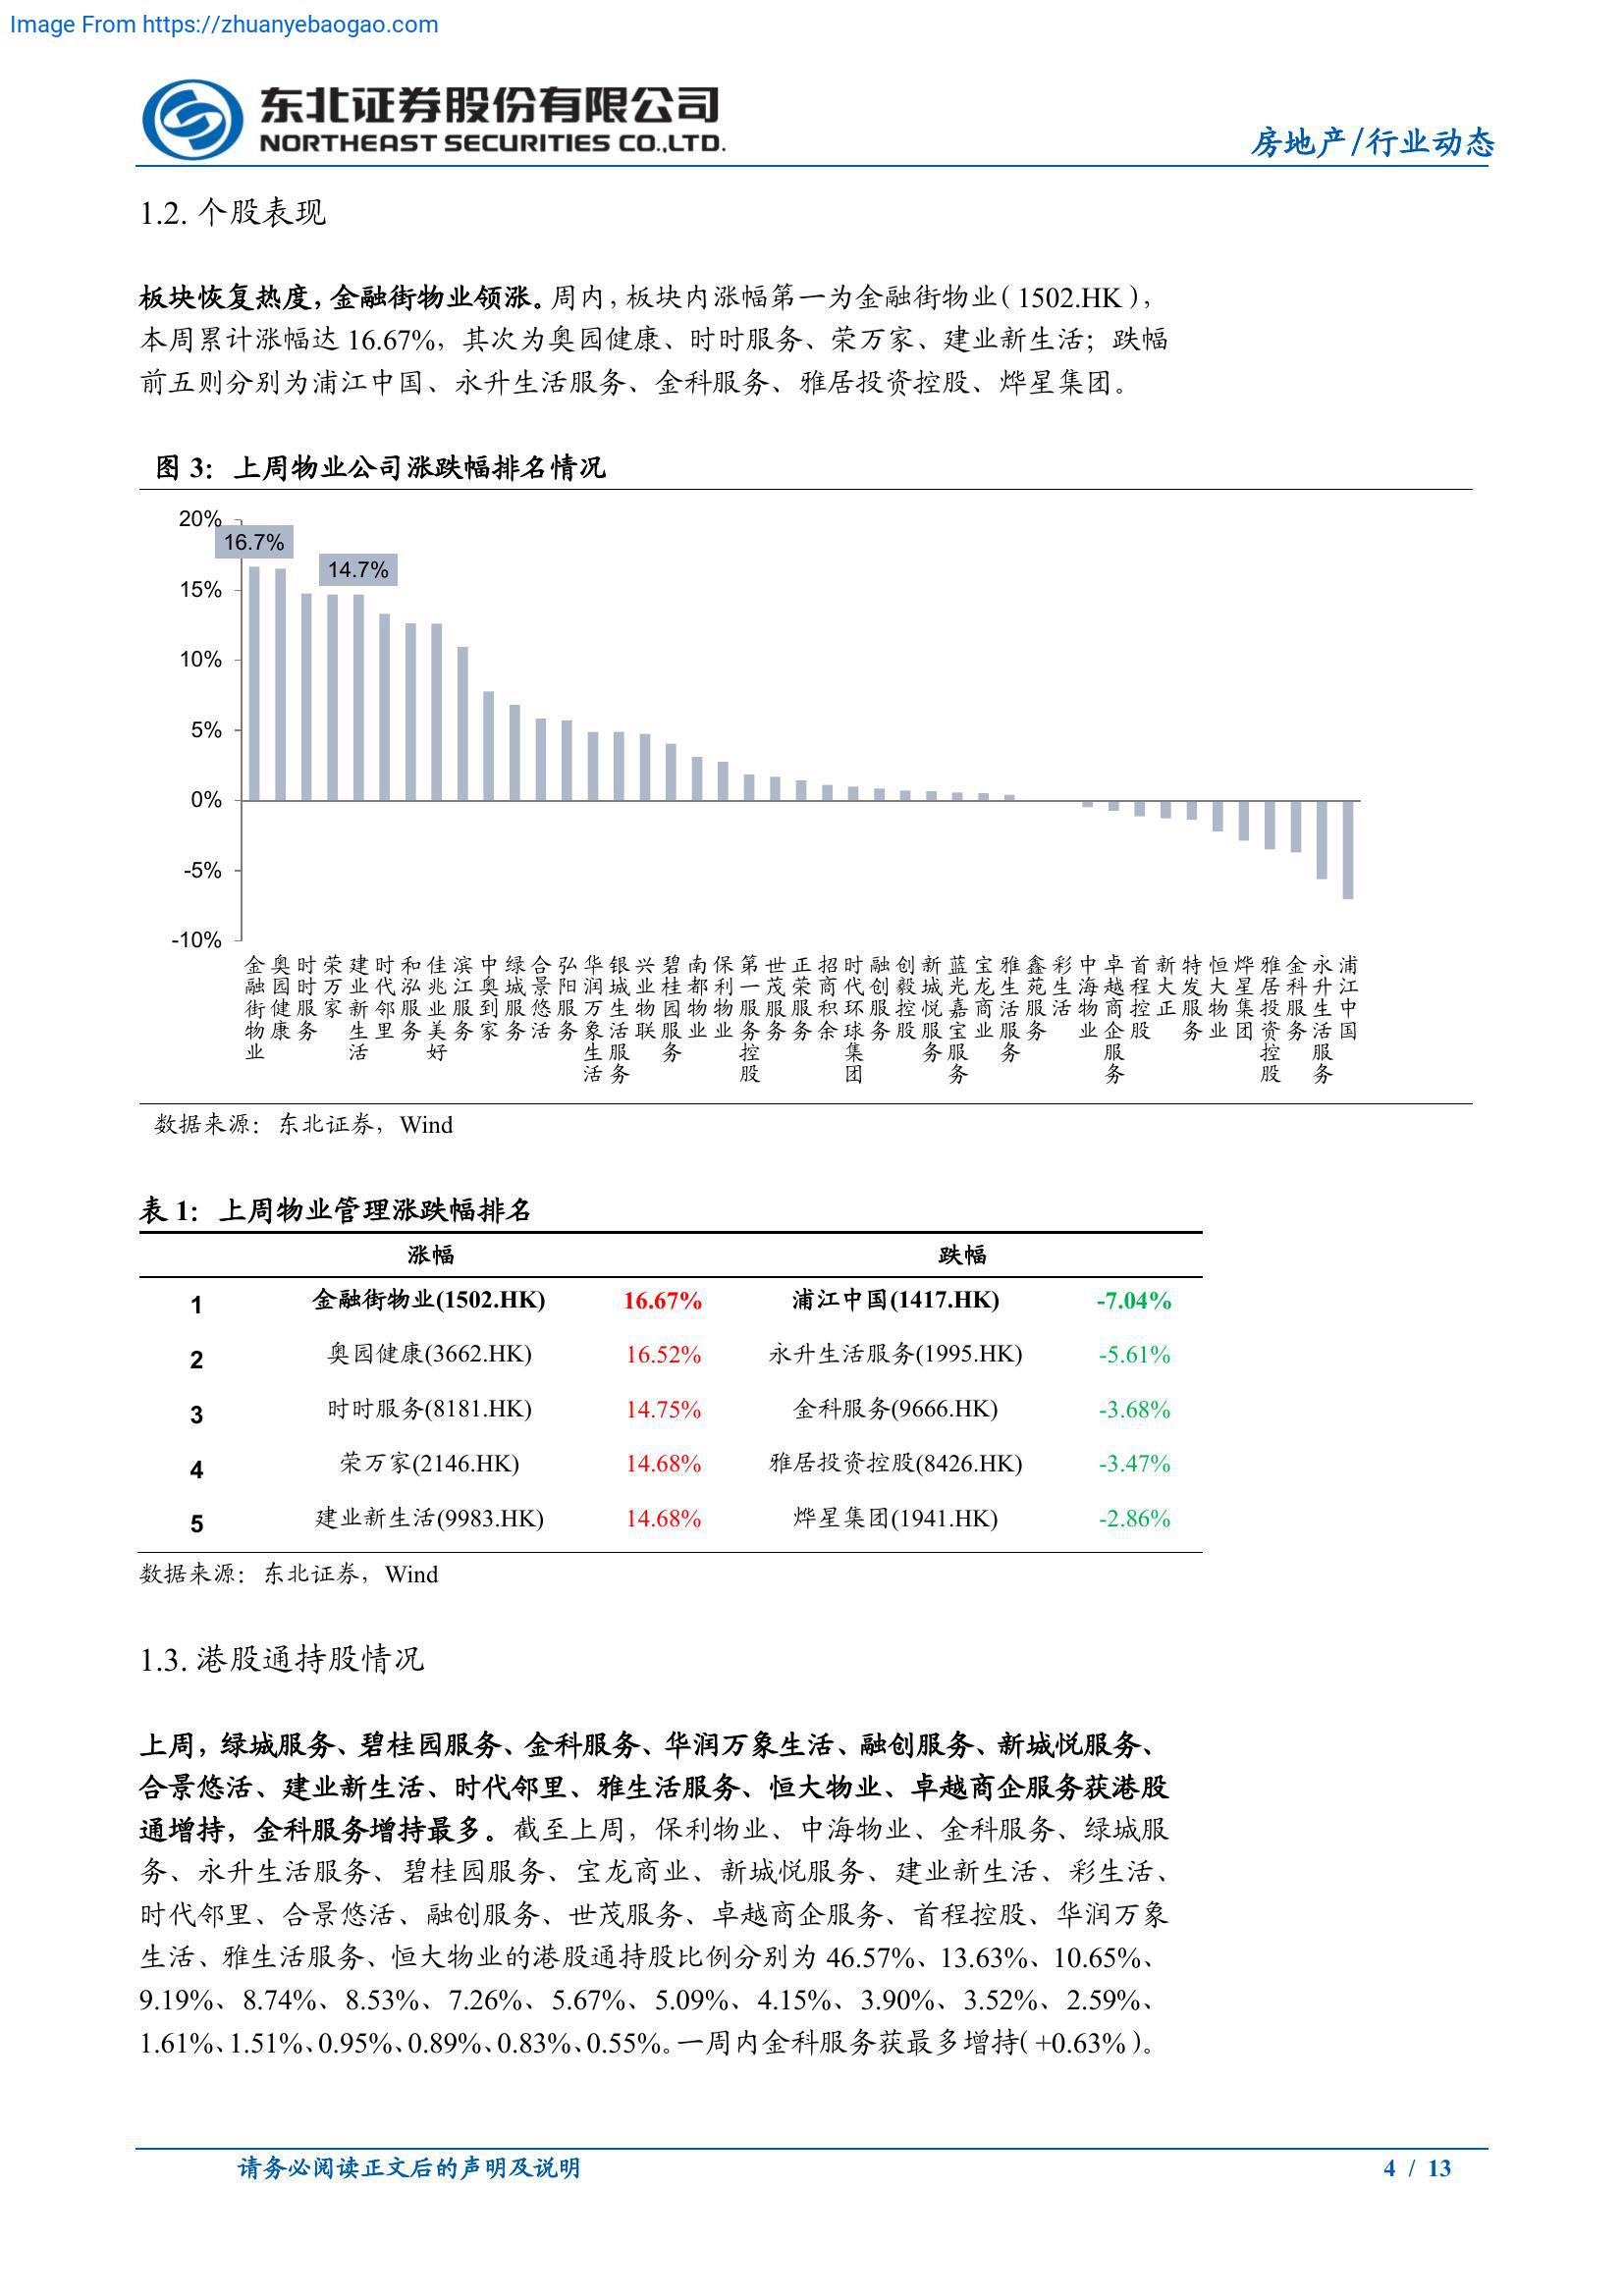 Image From https://zhuanyebaogao.com
东北证券股份有限公司
NORTHEAST SECURITIES CO.,LTD.
房地产/行业动态
1.2. 个股表现
板块恢复热度，金融街物业领涨。周内，板块内涨幅第一为金融街物业（1502.HK），
本周累计涨幅达 16.67%，其次为奥园健康、时时服务、荣万家、建业新生活；跌幅
前五则分别为浦江中国、永升生活服务、金科服务、雅居投资控股、烨星集团。
图 3：上周物业公司涨跌幅排名情况
20%
16.7%
14.7%
15%
10%
5%
0%
-5%
-10%
金融街物业
奥园健康
时时服务
荣万家
建业新生活
时代邻里
和泓服务
佳兆业美好
滨江服务
中奥到家
绿城服务
合景悠活
弘阳服务
华润万象生活
银城生活服务
兴业物联
碧桂园服务
南都物业
保利物业
第一服务控股
世茂服务
正荣服务
招商积余
时代环球集团
融创服务
创毅控股
新城悦服务
蓝光嘉宝服务
宝龙商业
雅生活服务
鑫苑服务
彩生活
中海物业
卓越商企服务
首程控股
新大正
特发服务
恒大物业
烨星集团
雅居投资控股
金科服务
永升生活服务
浦江中国
数据来源：东北证券，Wind
表 1：上周物业管理涨跌幅排名
涨幅 跌幅
1 金融街物业(1502.HK) 16.67% 浦江中国(1417.HK) -7.04%
2 奥园健康(3662.HK) 16.52% 永升生活服务(1995.HK) -5.61%
3 时时服务(8181.HK) 14.75% 金科服务(9666.HK) -3.68%
4 荣万家(2146.HK) 14.68% 雅居投资控股(8426.HK) -3.47%
5 建业新生活(9983.HK) 14.68% 烨星集团(1941.HK) -2.86%
数据来源：东北证券，Wind
1.3. 港股通持股情况
上周，绿城服务、碧桂园服务、金科服务、华润万象生活、融创服务、新城悦服务、
合景悠活、建业新生活、时代邻里、雅生活服务、恒大物业、卓越商企服务获港股
通增持，金科服务增持最多。截至上周，保利物业、中海物业、金科服务、绿城服
务、永升生活服务、碧桂园服务、宝龙商业、新城悦服务、建业新生活、彩生活、
时代邻里、合景悠活、融创服务、世茂服务、卓越商企服务、首程控股、华润万象
生活、雅生活服务、恒大物业的港股通持股比例分别为 46.57%、13.63%、10.65%、
9.19%、8.74%、8.53%、7.26%、5.67%、5.09%、4.15%、3.90%、3.52%、2.59%、
1.61%、1.51%、0.95%、0.89%、0.83%、0.55%。一周内金科服务获最多增持（+0.63%）。
请务必阅读正文后的声明及说明
4 / 13